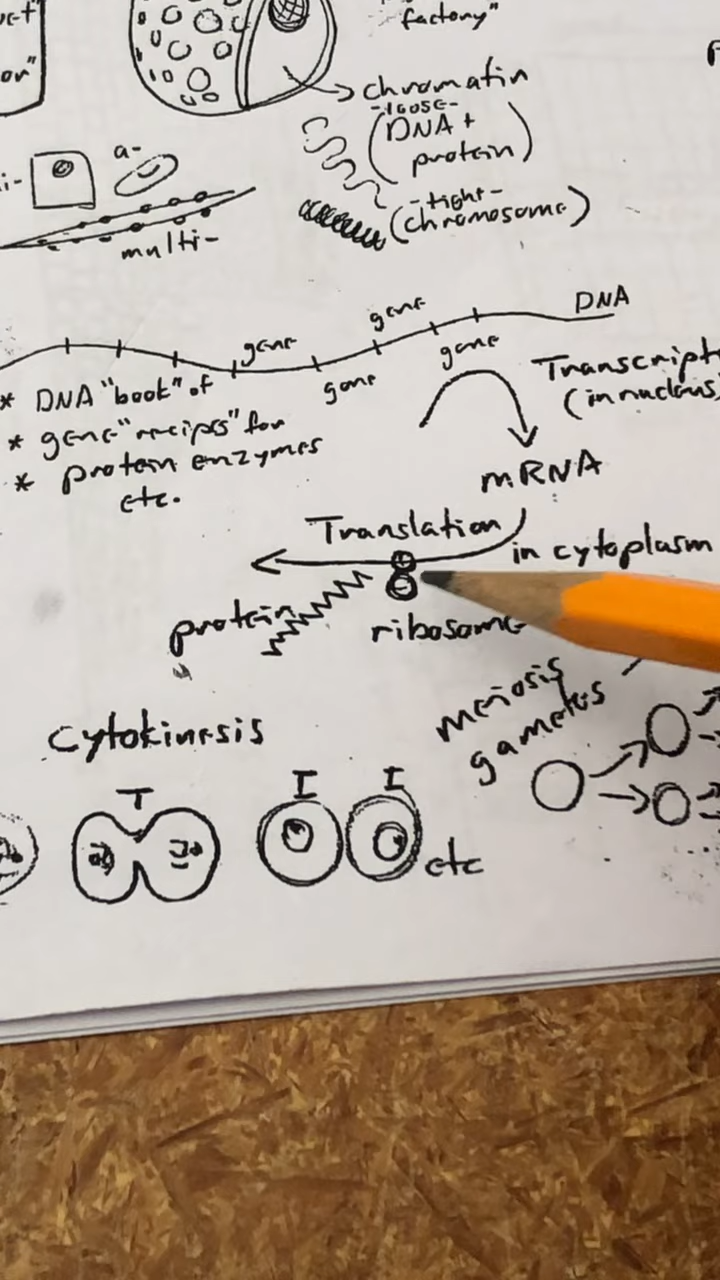 factory"
or"
chromatin
-loose-
(DNA +
protein)
a-
i-
-tight-
(chromosome)
multi-
DNA
gene
gene
gene
gene
Transcript
(in nucleus)
* DNA "book" of
* gene "recipes" for
* protein enzymes
etc.
mRNA
Translation
in cytoplasm
protein
ribosome
meiosis
gametes
Cytokinesis
T
I
I
etc